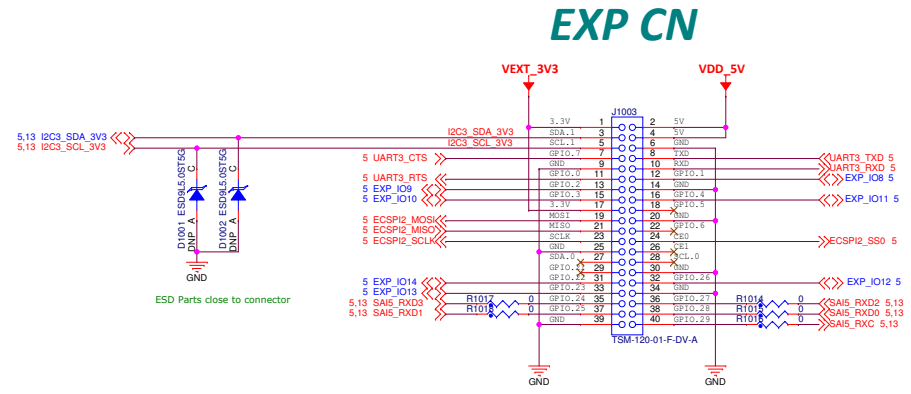 EXP CN
VEXT_3V3 VDD_5V
J1003
3.3V 1 2 5V
5,13 I2C3_SDA_3V3 I2C3_SDA_3V3 SDA.1 3 4 5V
5,13 I2C3_SCL_3V3 I2C3_SCL_3V3 SCL.1 5 6 GND
5 UART3_CTS GPIO.7 7 8 TXD UART3_TXD 5
GND 9 10 RXD UART3_RXD 5
5 UART3_RTS GPIO.0 11 12 GPIO.1 EXP_IO8 5
5 EXP_IO9 GPIO.2 13 14 GND
5 EXP_IO10 GPIO.3 15 16 GPIO.4 EXP_IO11 5
3.3V 17 18 GPIO.5
5 ECSPI2_MOSI MOSI 19 20 GND
5 ECSPI2_MISO MISO 21 22 GPIO.6
5 ECSPI2_SCLK SCLK 23 24 CE0 ECSPI2_SS0 5
GND 25 26 CE1
SDA.0 27 28 SCL.0
29 30 GND
5 EXP_IO14 GPIO.22 31 32 GPIO.26 EXP_IO12 5
5 EXP_IO13 GPIO.23 33 34 GND
5,13 SAI5_RXD3 R1017 0 GPIO.24 35 36 GPIO.27 R1014 0 SAI5_RXD2 5,13
5,13 SAI5_RXD1 0 GPIO.25 37 38 GPIO.28 0 SAI5_RXD0 5,13
GND 39 40 GPIO.29 0 SAI5_RXC 5,13
TSM-120-01-F-DV-A
D1001 ESD9L5.0ST5G
DNP A C
D1002 ESD9L5.0ST5G
DNP A C
GND
ESD Parts close to connector
GND GND